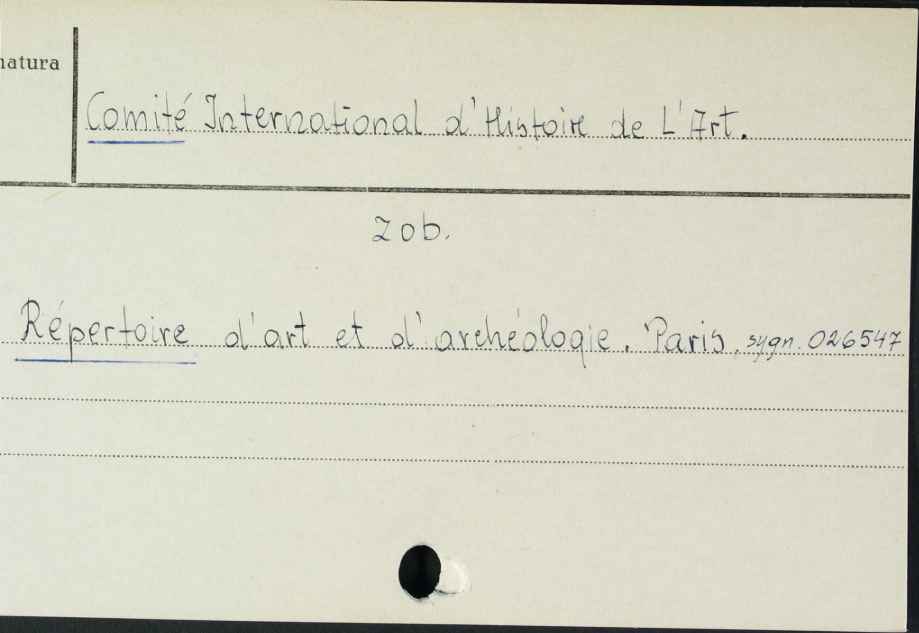 natura
Comité International d'Histoire de L'Art.
Zob.
Répertoire d'art et d'archéologie. Paris, sygn. 026547